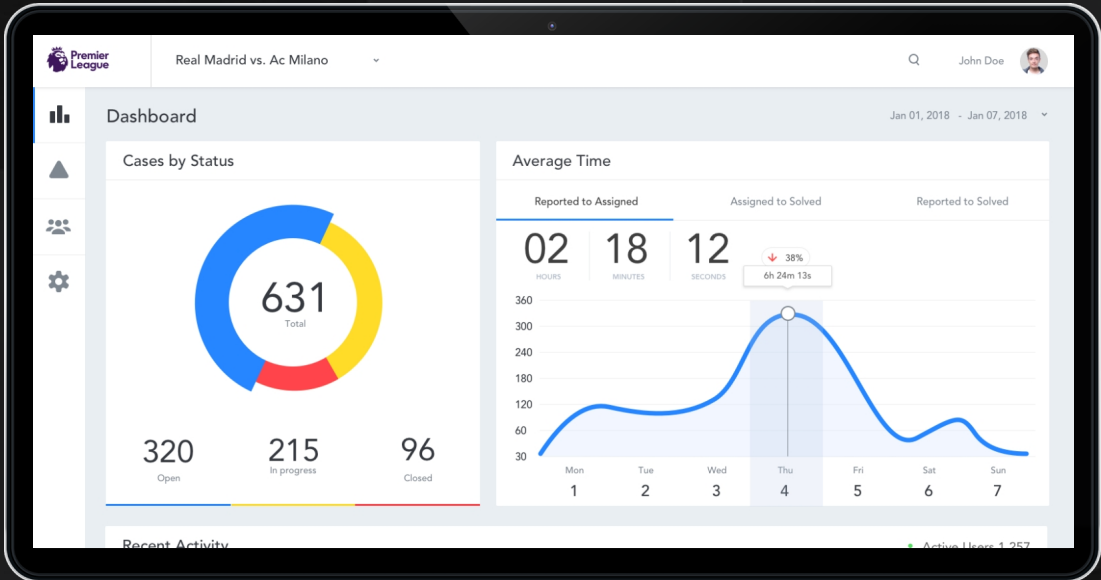 Premier
League
Real Madrid vs. Ac Milano
John Doe
Dashboard
Jan 01, 2018 - Jan 07, 2018
Cases by Status
631
Total
320
Open
215
In progress
96
Closed
Average Time
Reported to Assigned
Assigned to Solved
Reported to Solved
02
HOURS
18
MINUTES
12
SECONDS
38%
6h 24m 13s
360
300
240
180
120
60
30
Mon Tue Wed Thu Fri Sat Sun
1 2 3 4 5 6 7
Recent Activity
Active Users 1,257